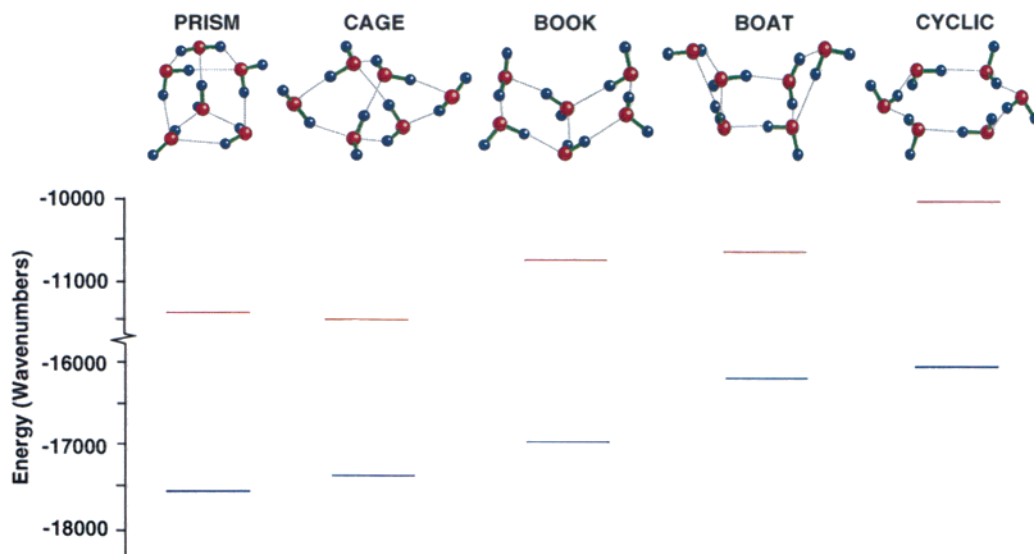 PRISM CAGE BOOK BOAT CYCLIC
Energy (Wavenumbers)
-10000
-11000
-16000
-17000
-18000